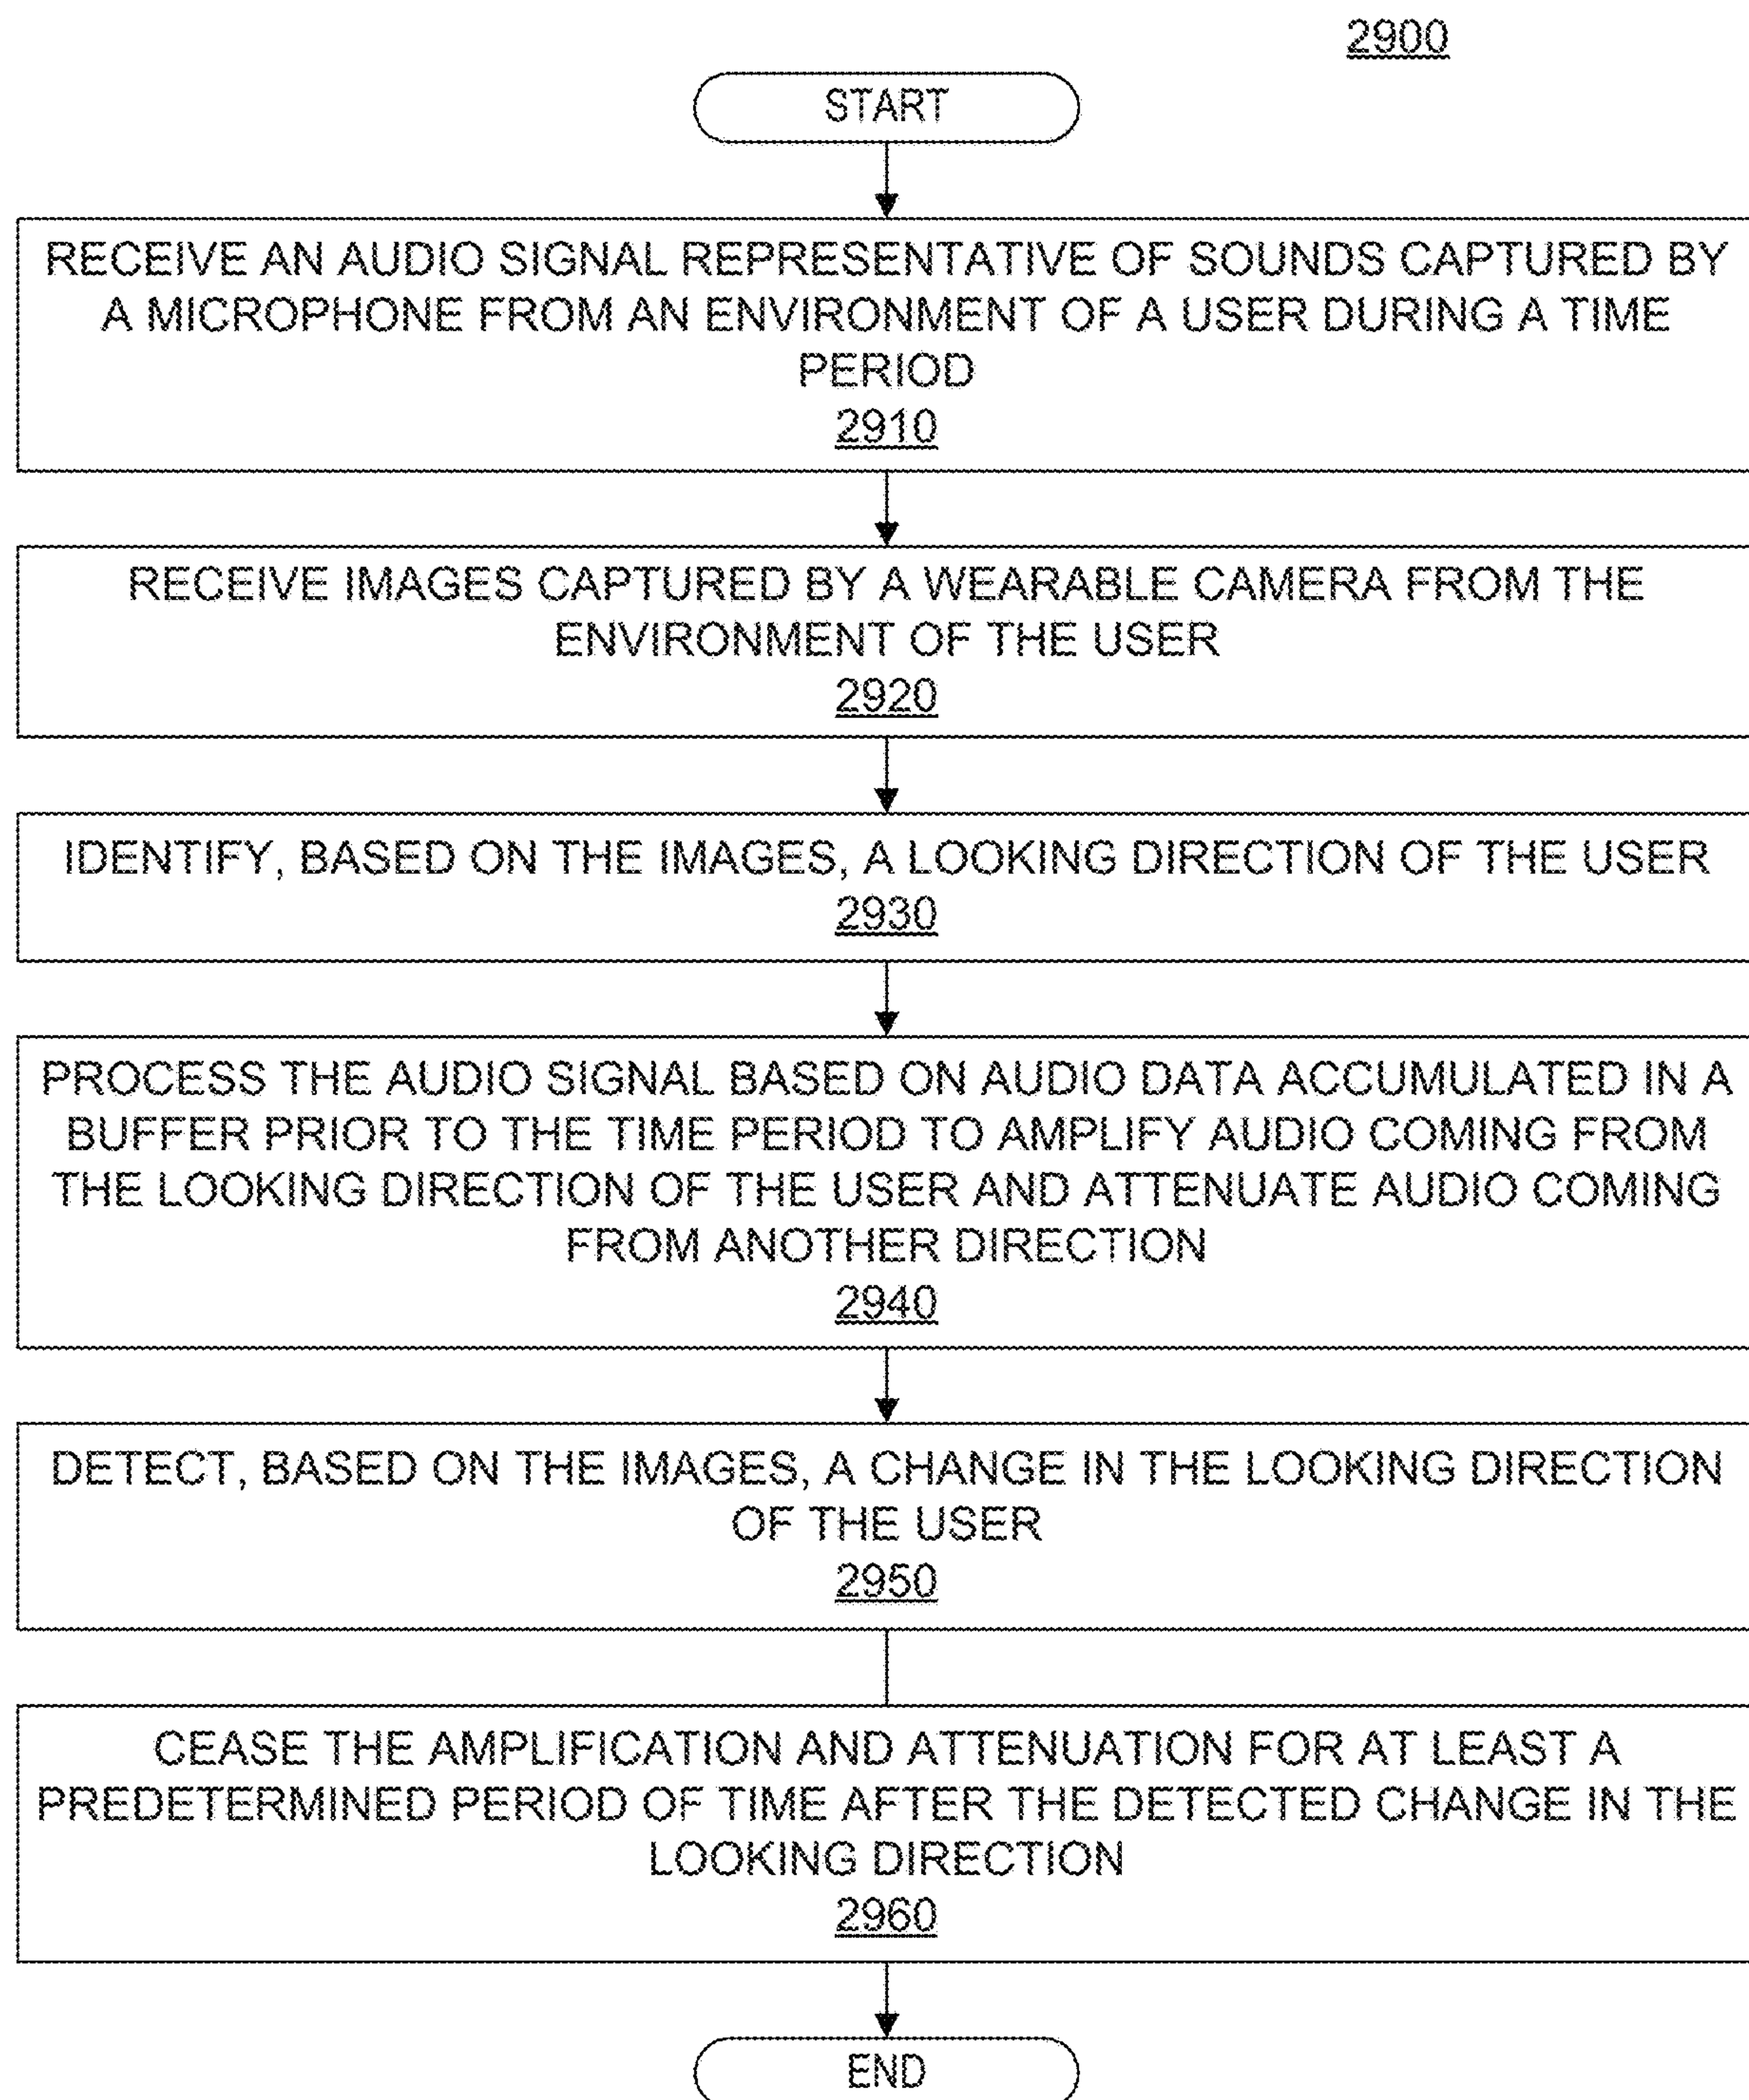 2900
START
RECEIVE AN AUDIO SIGNAL REPRESENTATIVE OF SOUNDS CAPTURED BY
A MICROPHONE FROM AN ENVIRONMENT OF A USER DURING A TIME
PERIOD
2910
RECEIVE IMAGES CAPTURED BY A WEARABLE CAMERA FROM THE
ENVIRONMENT OF THE USER
2920
IDENTIFY, BASED ON THE IMAGES, A LOOKING DIRECTION OF THE USER
2930
PROCESS THE AUDIO SIGNAL BASED ON AUDIO DATA ACCUMULATED IN A
BUFFER PRIOR TO THE TIME PERIOD TO AMPLIFY AUDIO COMING FROM
THE LOOKING DIRECTION OF THE USER AND ATTENUATE AUDIO COMING
FROM ANOTHER DIRECTION
2940
DETECT, BASED ON THE IMAGES, A CHANGE IN THE LOOKING DIRECTION
OF THE USER
2950
CEASE THE AMPLIFICATION AND ATTENUATION FOR AT LEAST A
PREDETERMINED PERIOD OF TIME AFTER THE DETECTED CHANGE IN THE
LOOKING DIRECTION
2960
END